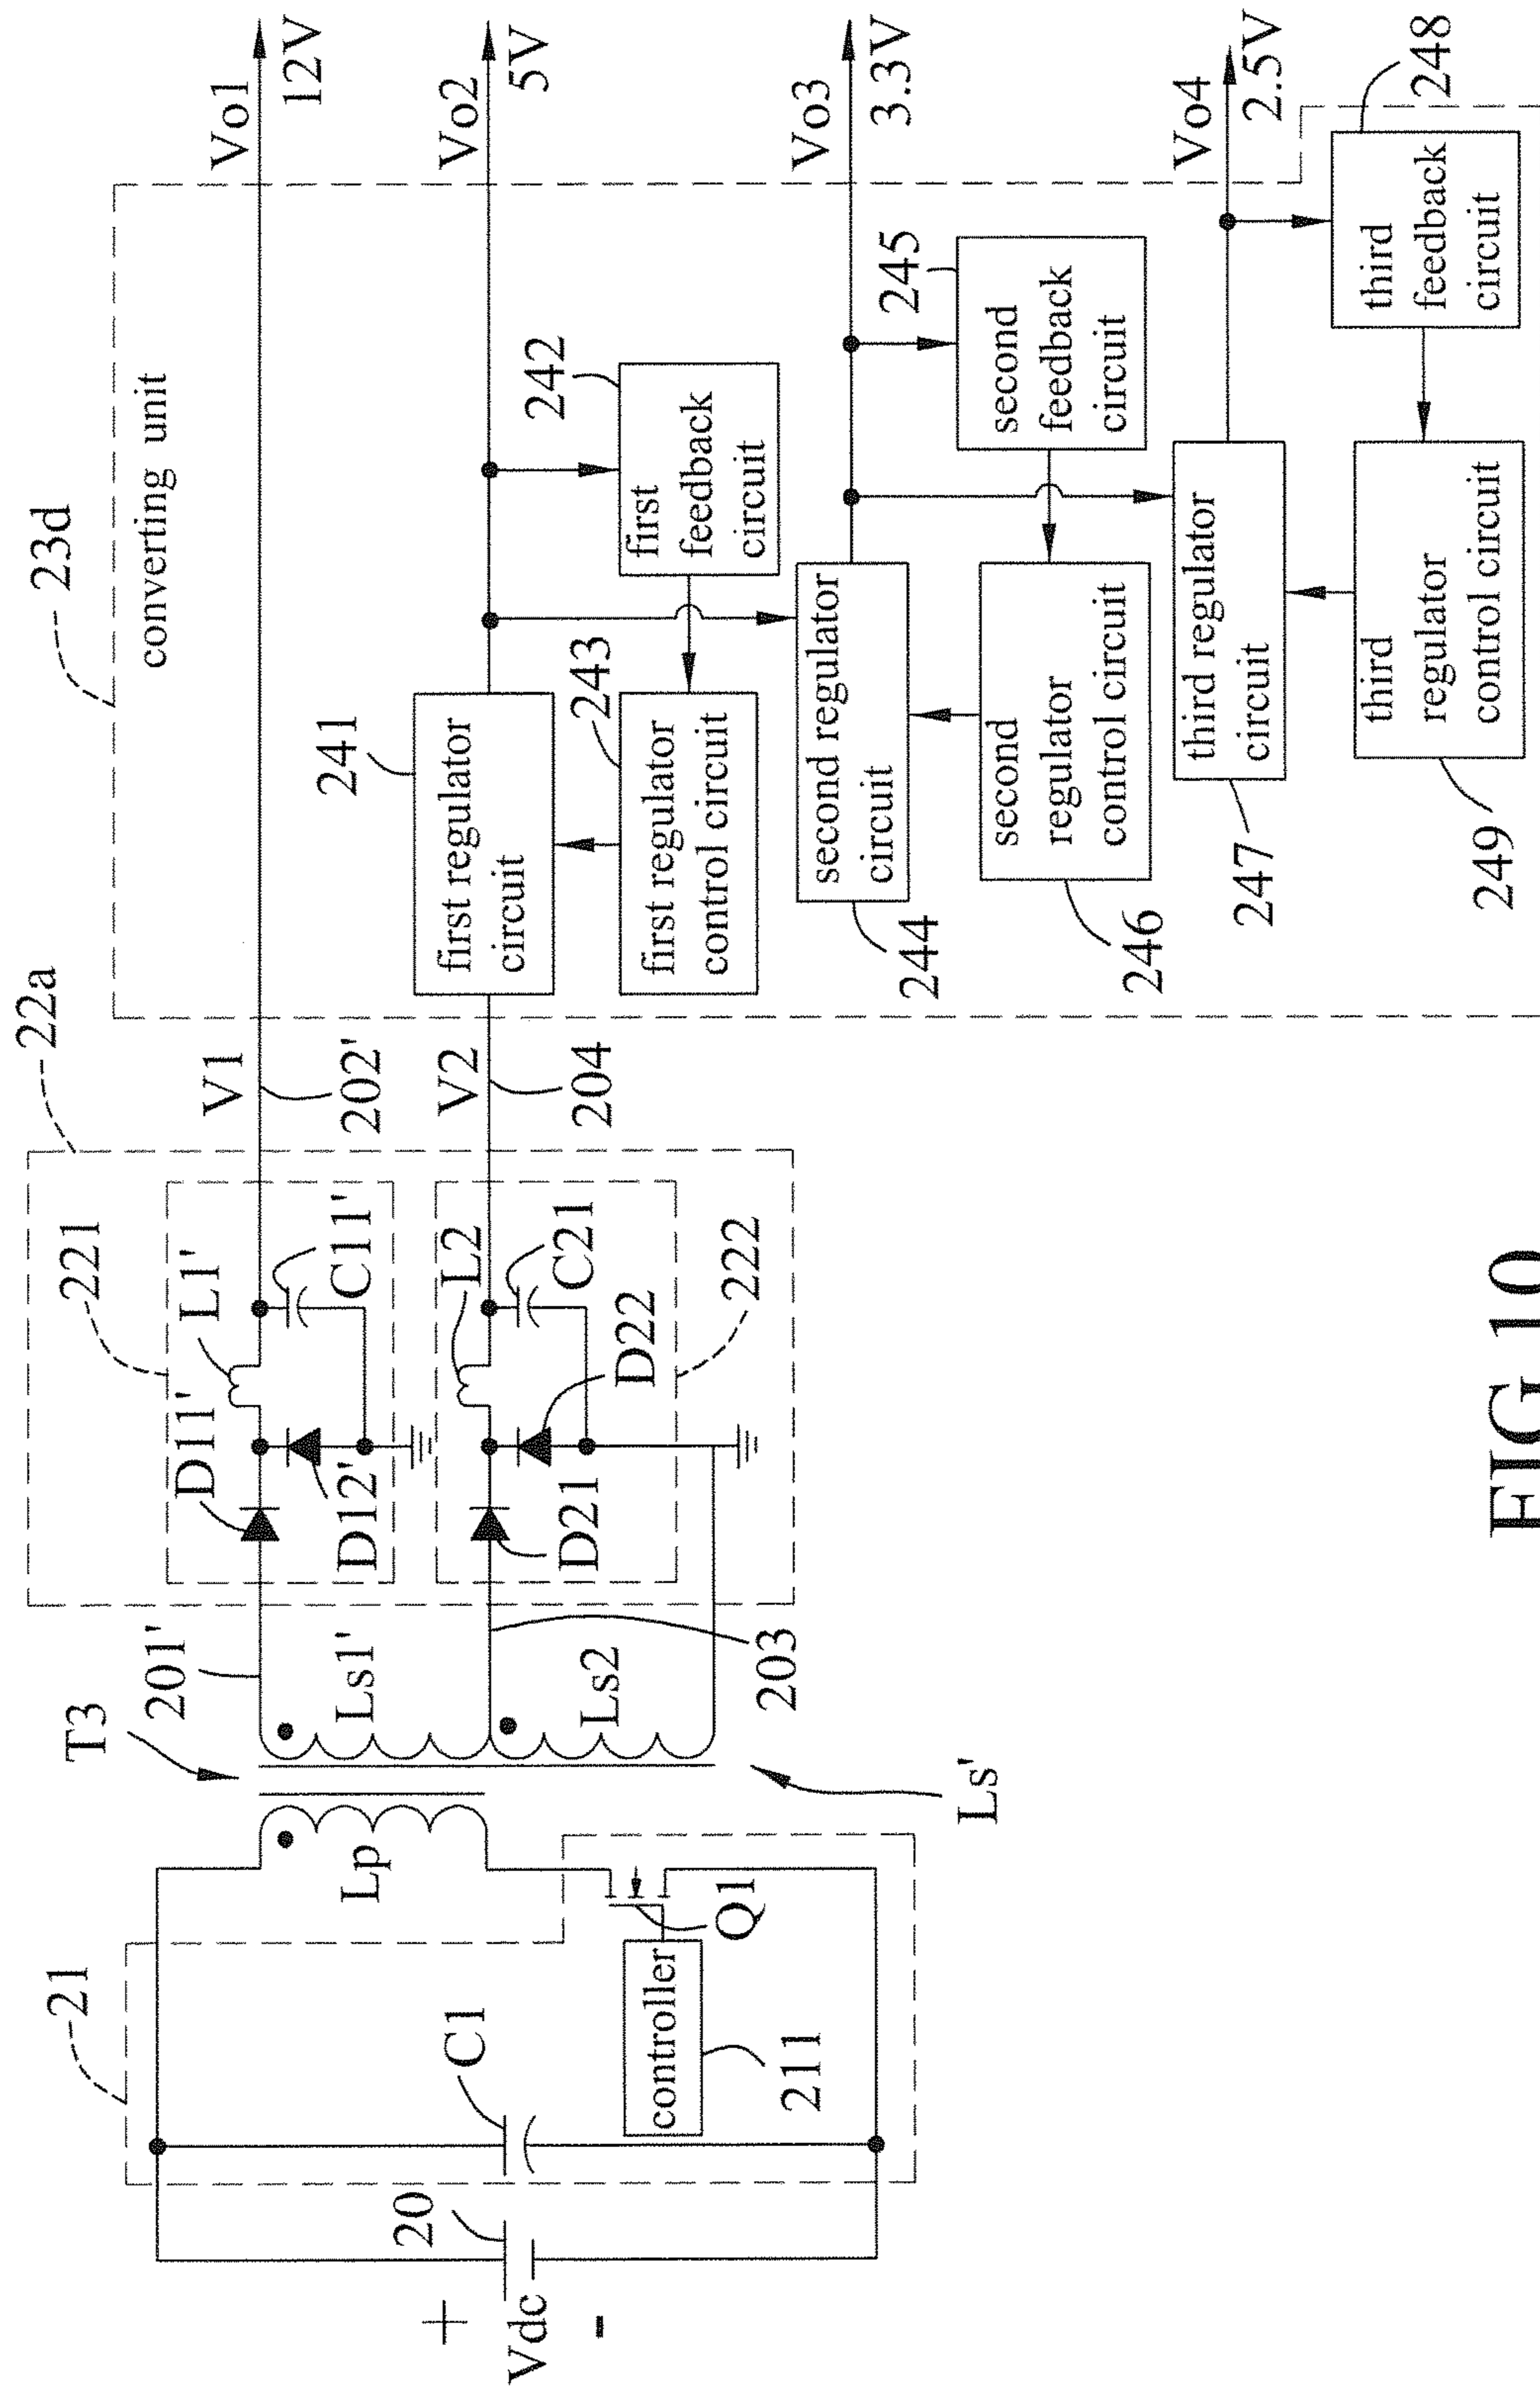 23d
converting unit
Vo1
12V
Vo2
5V
Vo3
3.3V
Vo4
2.5V
241
first regulator
circuit
242
first
feedback
circuit
243
first regulator
control circuit
244
second regulator
circuit
245
second
feedback
circuit
246
second
regulator
control circuit
247
third regulator
circuit
248
third
feedback
circuit
249
third
regulator
control circuit
22a
V1
202'
V2
204
221
L1'
D11'
C11'
D12'
L2
C21
D22
D21
222
201'
T3
Ls1'
203
Ls2
Ls'
21
Lp
Q1
C1
controller
211
20
+
Vdc
-
FIG.10